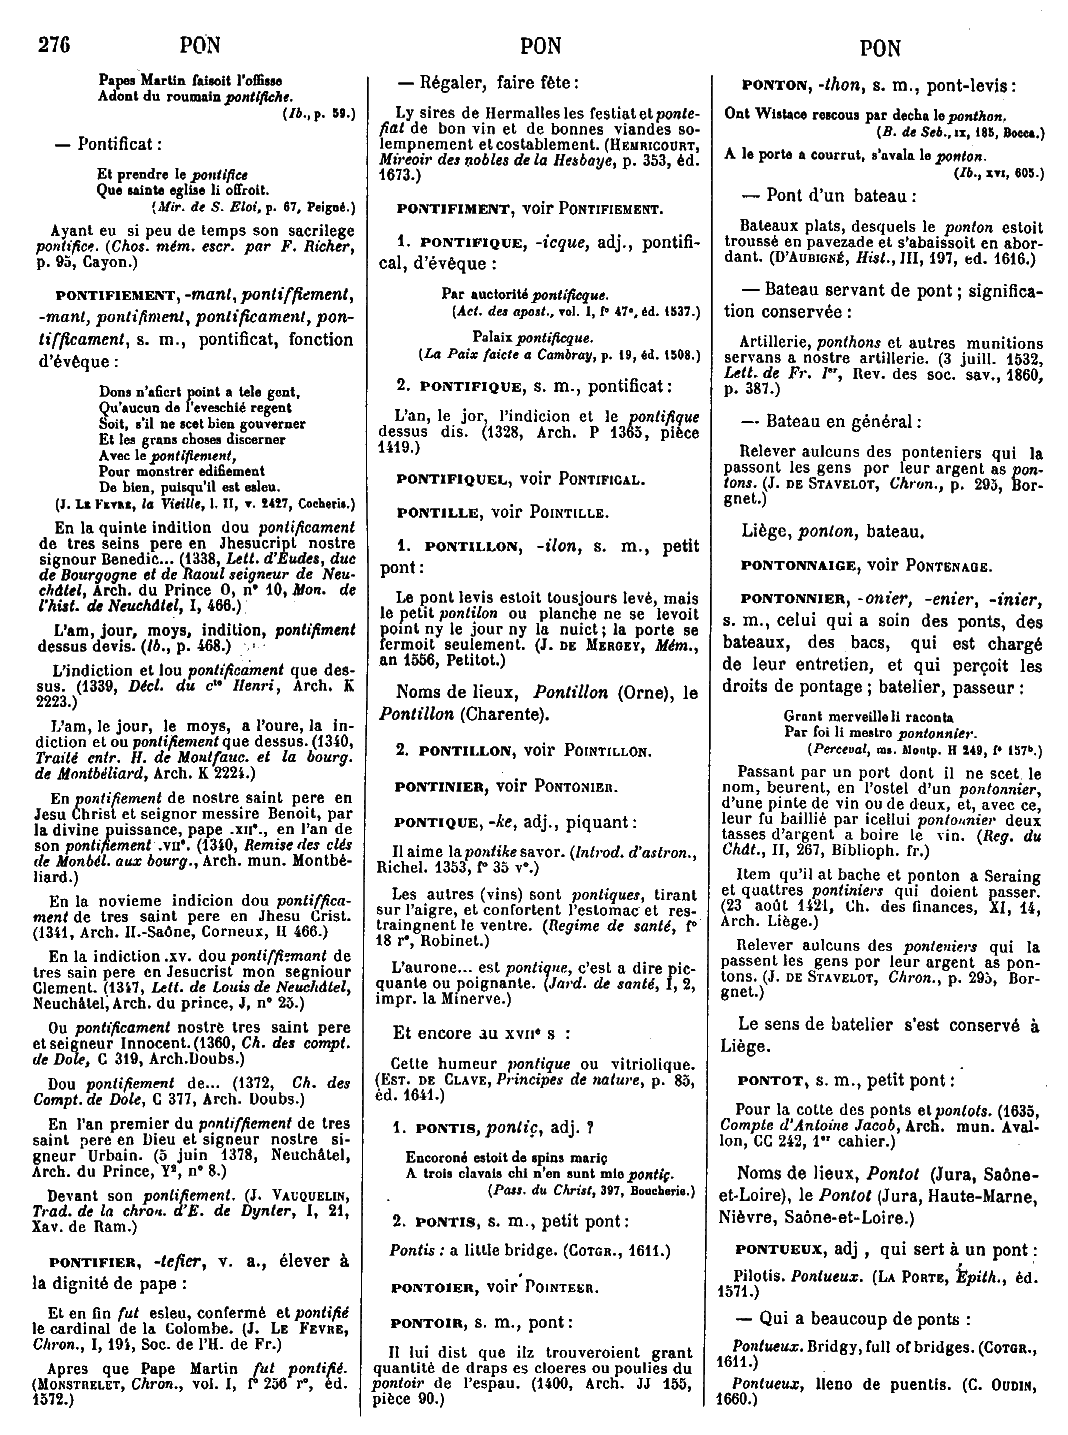 276 PON PON PON
Papes Martin faisoit l'offisse
Adont du roumain pontifiche.
(Ib., p. 59.)
— Pontificat :
Et prendre le pontifice
Que sainte eglise li offroit.
(Mir. de S. Eloi, p. 67, Peigné.)
Ayant eu si peu de temps son sacrilege
pontifice. (Chos. mém. escr. par F. Richer,
p. 95, Cayon.)
PONTIFIEMENT, -mant, pontiffiement,
-mant, pontifiment, pontificament, pon-
tifficament, s. m., pontificat, fonction
d'évêque :
Dons n'afiert point a tele gent,
Qu'aucun de l'eveschié regent
Soit, s'il ne scet bien gouverner
Et les grans choses discerner
Avec le pontifiement,
Pour monstrer edifiement
De bien, puisqu'il est esleu.
(J. LE FEVRE, la Vieille, l. II, v. 2427, Cocheris.)
En la quinte indition dou pontificament
de tres seins pere en Jhesucript nostre
signour Benedic... (1338, Lett. d'Eudes, duc
de Bourgogne et de Raoul seigneur de Neu-
châtel, Arch. du Prince O, n° 10, Mon. de
l'hist. de Neuchâtel, I, 466.)
L'am, jour, moys, indition, pontifiment
dessus devis. (Ib., p. 468.)
L'indiction et lou pontificament que des-
sus. (1339, Décl. du cte Henri, Arch. K
2223.)
L'am, le jour, le moys, a l'oure, la in-
diction et ou pontifiement que dessus. (1340,
Traité entr. H. de Montfauc. et la bourg.
de Montbéliard, Arch. K 2224.)
En pontifiement de nostre saint pere en
Jesu Christ et seignor messire Benoit, par
la divine puissance, pape .XIIe., en l'an de
son pontifiement .VIIe. (1340, Remise des clés
de Monbél. aux bourg., Arch. mun. Montbé-
liard.)
En la novieme indicion dou pontiffica-
ment de tres saint pere en Jhesu Crist.
(1341, Arch. H.-Saône, Corneux, H 466.)
En la indiction .xv. dou pontiffiemant de
tres sain pere en Jesucrist mon segniour
Clement. (1347, Lett. de Louis de Neuchâtel,
Neuchâtel, Arch. du prince, J, n° 25.)
Ou pontificament nostre tres saint pere
et seigneur Innocent. (1360, Ch. des compt.
de Dole, C 319, Arch. Doubs.)
Dou pontifiement de... (1372, Ch. des
Compt. de Dole, C 377, Arch. Doubs.)
En l'an premier du pontiffiement de tres
saint pere en Dieu et signeur nostre si-
gneur Urbain. (5 juin 1378, Neuchâtel,
Arch. du Prince, Y², n° 8.)
Devant son pontifiement. (J. VAUQUELIN,
Trad. de la chron. d'E. de Dynter, I, 21,
Xav. de Ram.)
PONTIFIER, -tefier, v. a., élever à
la dignité de pape :
Et en fin fut esleu, confermé et pontifié
le cardinal de la Colombe. (J. LE FEVRE,
Chron., I, 194, Soc. de l'H. de Fr.)
Apres que Pape Martin fut pontifié.
(MONSTRELET, Chron., vol. I, f° 256 r°, éd.
1572.)
— Régaler, faire fête :
Ly sires de Hermalles les festiat et ponte-
fiat de bon vin et de bonnes viandes so-
lempnement et costablement. (HEMRICOURT,
Mireoir des nobles de la Hesbaye, p. 353, éd.
1673.)
PONTIFIMENT, voir PONTIFIEMENT.
1. PONTIFIQUE, -icque, adj., pontifi-
cal, d'évêque :
Par auctorité pontificque.
(Act. des apost., vol. I, f° 47e, éd. 1537.)
Palaix pontificque.
(La Paix faicte a Cambray, p. 19, éd. 1508.)
2. PONTIFIQUE, s. m., pontificat :
L'an, le jor, l'indicion et le pontifique
dessus dis. (1328, Arch. P 1365, pièce
1419.)
PONTIFIQUEL, voir PONTIFICAL.
PONTILLE, voir POINTILLE.
1. PONTILLON, -ilon, s. m., petit
pont :
Le pont levis estoit tousjours levé, mais
le petit pontilon ou planche ne se levoit
point ny le jour ny la nuict ; la porte se
fermoit seulement. (J. DE MERGEY, Mém.,
an 1556, Petitot.)
Noms de lieux, Pontillon (Orne), le
Pontillon (Charente).
2. PONTILLON, voir POINTILLON.
PONTINIER, voir PONTONIER.
PONTIQUE, -ke, adj., piquant :
Il aime la pontike savor. (Introd. d'astron.,
Richel. 1353, f° 35 v°.)
Les autres (vins) sont pontiques, tirant
sur l'aigre, et confortent l'estomac et res-
traingnent le ventre. (Regime de santé, f°
18 r°, Robinet.)
L'aurone... est pontique, c'est a dire pic-
quante ou poignante. (Jard. de santé, I, 2,
impr. la Minerve.)
Et encore au XVIIe s :
Cette humeur pontique ou vitriolique.
(EST. DE CLAVE, Principes de nature, p. 85,
éd. 1641.)
1. PONTIS, pontiç, adj. ?
Encoroné estoit de spins mariç
A trois clavais chi n'en sunt mie pontiç.
(Pass. du Christ, 397, Boucherie.)
2. PONTIS, s. m., petit pont :
Pontis : a little bridge. (COTGR., 1611.)
PONTOIER, voir POINTEER.
PONTOIR, s. m., pont :
Il lui dist que ilz trouveroient grant
quantité de draps es cloeres ou poulies du
pontoir de l'espau. (1400, Arch. JJ 155,
pièce 90.)
PONTON, -thon, s. m., pont-levis :
Ont Wistace rescous par decha le ponthon.
(B. de Seb., IX, 185, Bocca.)
A le porte a courrut, s'avala le ponton.
(Ib., XVI, 605.)
— Pont d'un bateau :
Bateaux plats, desquels le ponton estoit
troussé en pavezade et s'abaissoit en abor-
dant. (D'AUBIGNÉ, Hist., III, 197, ed. 1616.)
— Bateau servant de pont ; significa-
tion conservée :
Artillerie, ponthons et autres munitions
servans a nostre artillerie. (3 juill. 1532,
Lett. de Fr. Ier, Rev. des soc. sav., 1860,
p. 387.)
— Bateau en général :
Relever aulcuns des ponteniers qui la
passont les gens por leur argent as pon-
tons. (J. DE STAVELOT, Chron., p. 295, Bor-
gnet.)
Liège, ponton, bateau.
PONTONNAIGE, voir PONTENAGE.
PONTONNIER, -onier, -enier, -inier,
s. m., celui qui a soin des ponts, des
bateaux, des bacs, qui est chargé
de leur entretien, et qui perçoit les
droits de pontage ; batelier, passeur :
Grant merveille li raconta
Par foi li mestre pontonnier.
(Perceval, ms. Montp. H 249, f° 157b.)
Passant par un port dont il ne scet le
nom, beurent, en l'ostel d'un pontonnier,
d'une pinte de vin ou de deux, et, avec ce,
leur fu baillié par icellui pontonnier deux
tasses d'argent a boire le vin. (Reg. du
Chât., II, 267, Biblioph. fr.)
Item qu'il at bache et ponton a Seraing
et quattres pontiniers qui doient passer.
(23 août 1421, Ch. des finances, XI, 14,
Arch. Liège.)
Relever aulcuns des ponteniers qui la
passent les gens por leur argent as pon-
tons. (J. DE STAVELOT, Chron., p. 295, Bor-
gnet.)
Le sens de batelier s'est conservé à
Liège.
PONTOT, s. m., petit pont :
Pour la cotte des ponts et pontots. (1635,
Compte d'Antoine Jacob, Arch. mun. Aval-
lon, CC 242, 1er cahier.)
Noms de lieux, Pontot (Jura, Saône-
et-Loire), le Pontot (Jura, Haute-Marne,
Nièvre, Saône-et-Loire.)
PONTUEUX, adj , qui sert à un pont :
Pilotis. Pontueux. (LA PORTE, Épith., éd.
1571.)
— Qui a beaucoup de ponts :
Pontueux. Bridgy, full of bridges. (COTGR.,
1611.)
Pontueux, lleno de puentis. (C. OUDIN,
1660.)